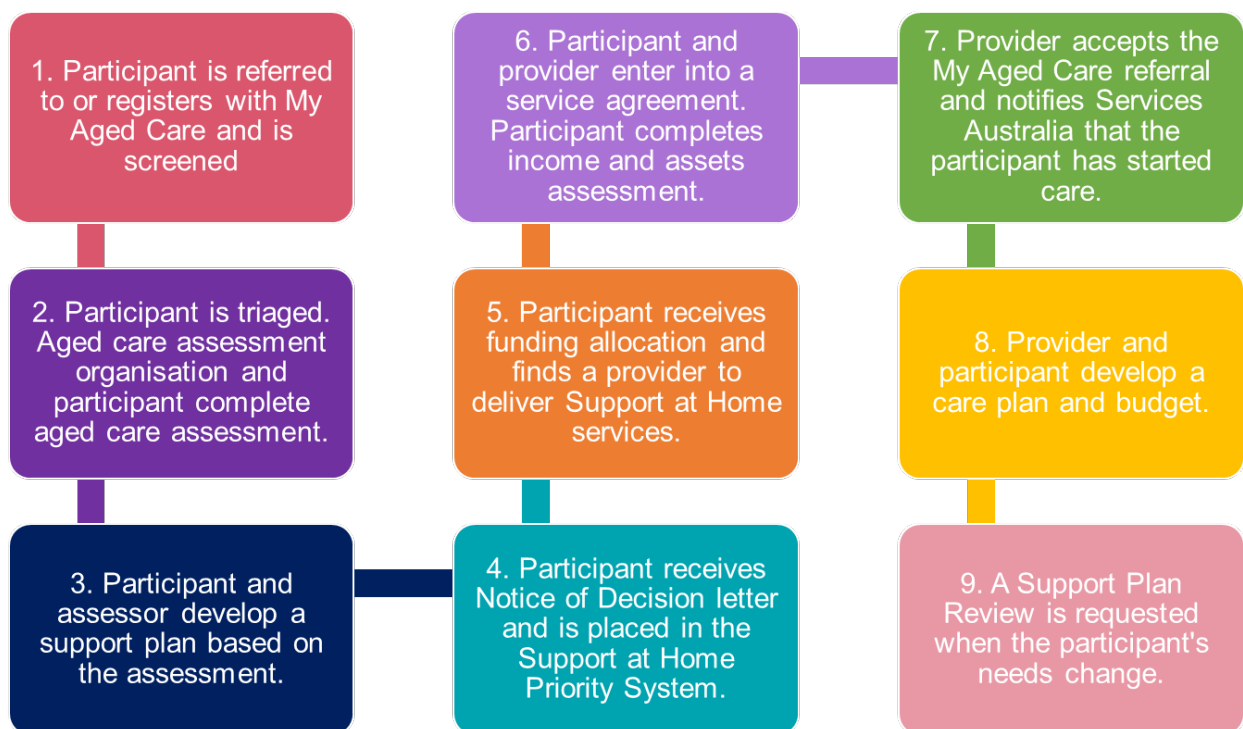 1. Participant is referred
to or registers with My
Aged Care and is
screened
2. Participant is triaged.
Aged care assessment
organisation and
participant complete
aged care assessment.
3. Participant and
assessor develop a
support plan based on
the assessment.
4. Participant receives
Notice of Decision letter
and is placed in the
Support at Home
Priority System.
5. Participant receives
funding allocation and
finds a provider to
deliver Support at Home
services.
6. Participant and
provider enter into a
service agreement.
Participant completes
income and assets
assessment.
7. Provider accepts the
My Aged Care referral
and notifies Services
Australia that the
participant has started
care.
8. Provider and
participant develop a
care plan and budget.
9. A Support Plan
Review is requested
when the participant's
needs change.